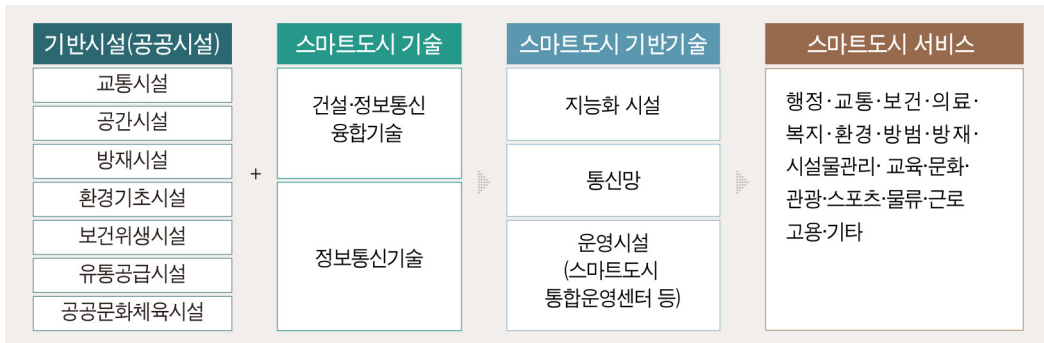 기반시설(공공시설)
교통시설
공간시설
방재시설
환경기초시설
보건위생시설
유통공급시설
공공문화체육시설
+
스마트도시 기술
건설·정보통신
융합기술
정보통신기술
스마트도시 기반기술
지능화 시설
통신망
운영시설
(스마트도시
통합운영센터 등)
스마트도시 서비스
행정·교통·보건·의료·
복지·환경·방범·방재·
시설물관리· 교육·문화·
관광·스포츠·물류·근로
고용·기타